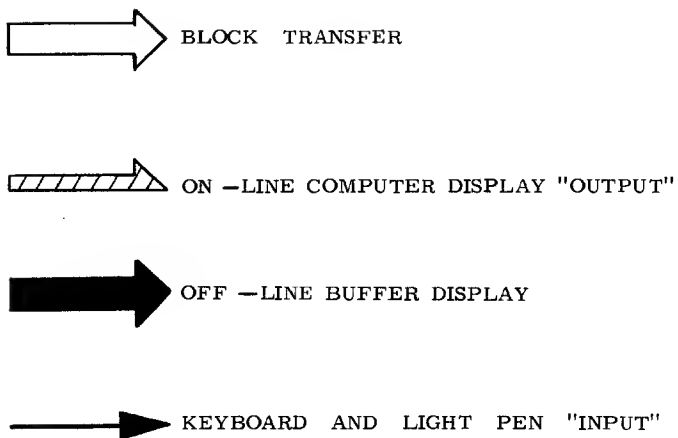 BLOCK TRANSFER
ON —LINE COMPUTER DISPLAY "OUTPUT"
OFF —LINE BUFFER DISPLAY
KEYBOARD AND LIGHT PEN "INPUT"